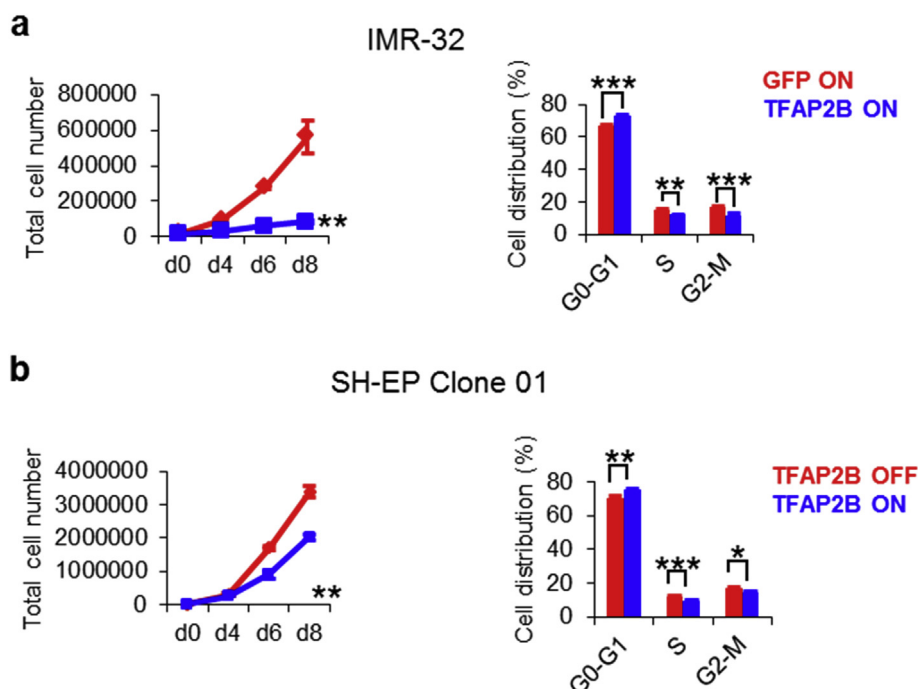 a
IMR-32
Total cell number
800000
600000
400000
200000
0
d0 d4 d6 d8
**
Cell distribution (%)
80
60
40
20
0
***
**
***
G0-G1
S
G2-M
GFP ON
TFAP2B ON
b
SH-EP Clone 01
Total cell number
4000000
3000000
2000000
1000000
0
d0 d4 d6 d8
**
Cell distribution (%)
80
60
40
20
0
**
***
*
G0-G1
S
G2-M
TFAP2B OFF
TFAP2B ON